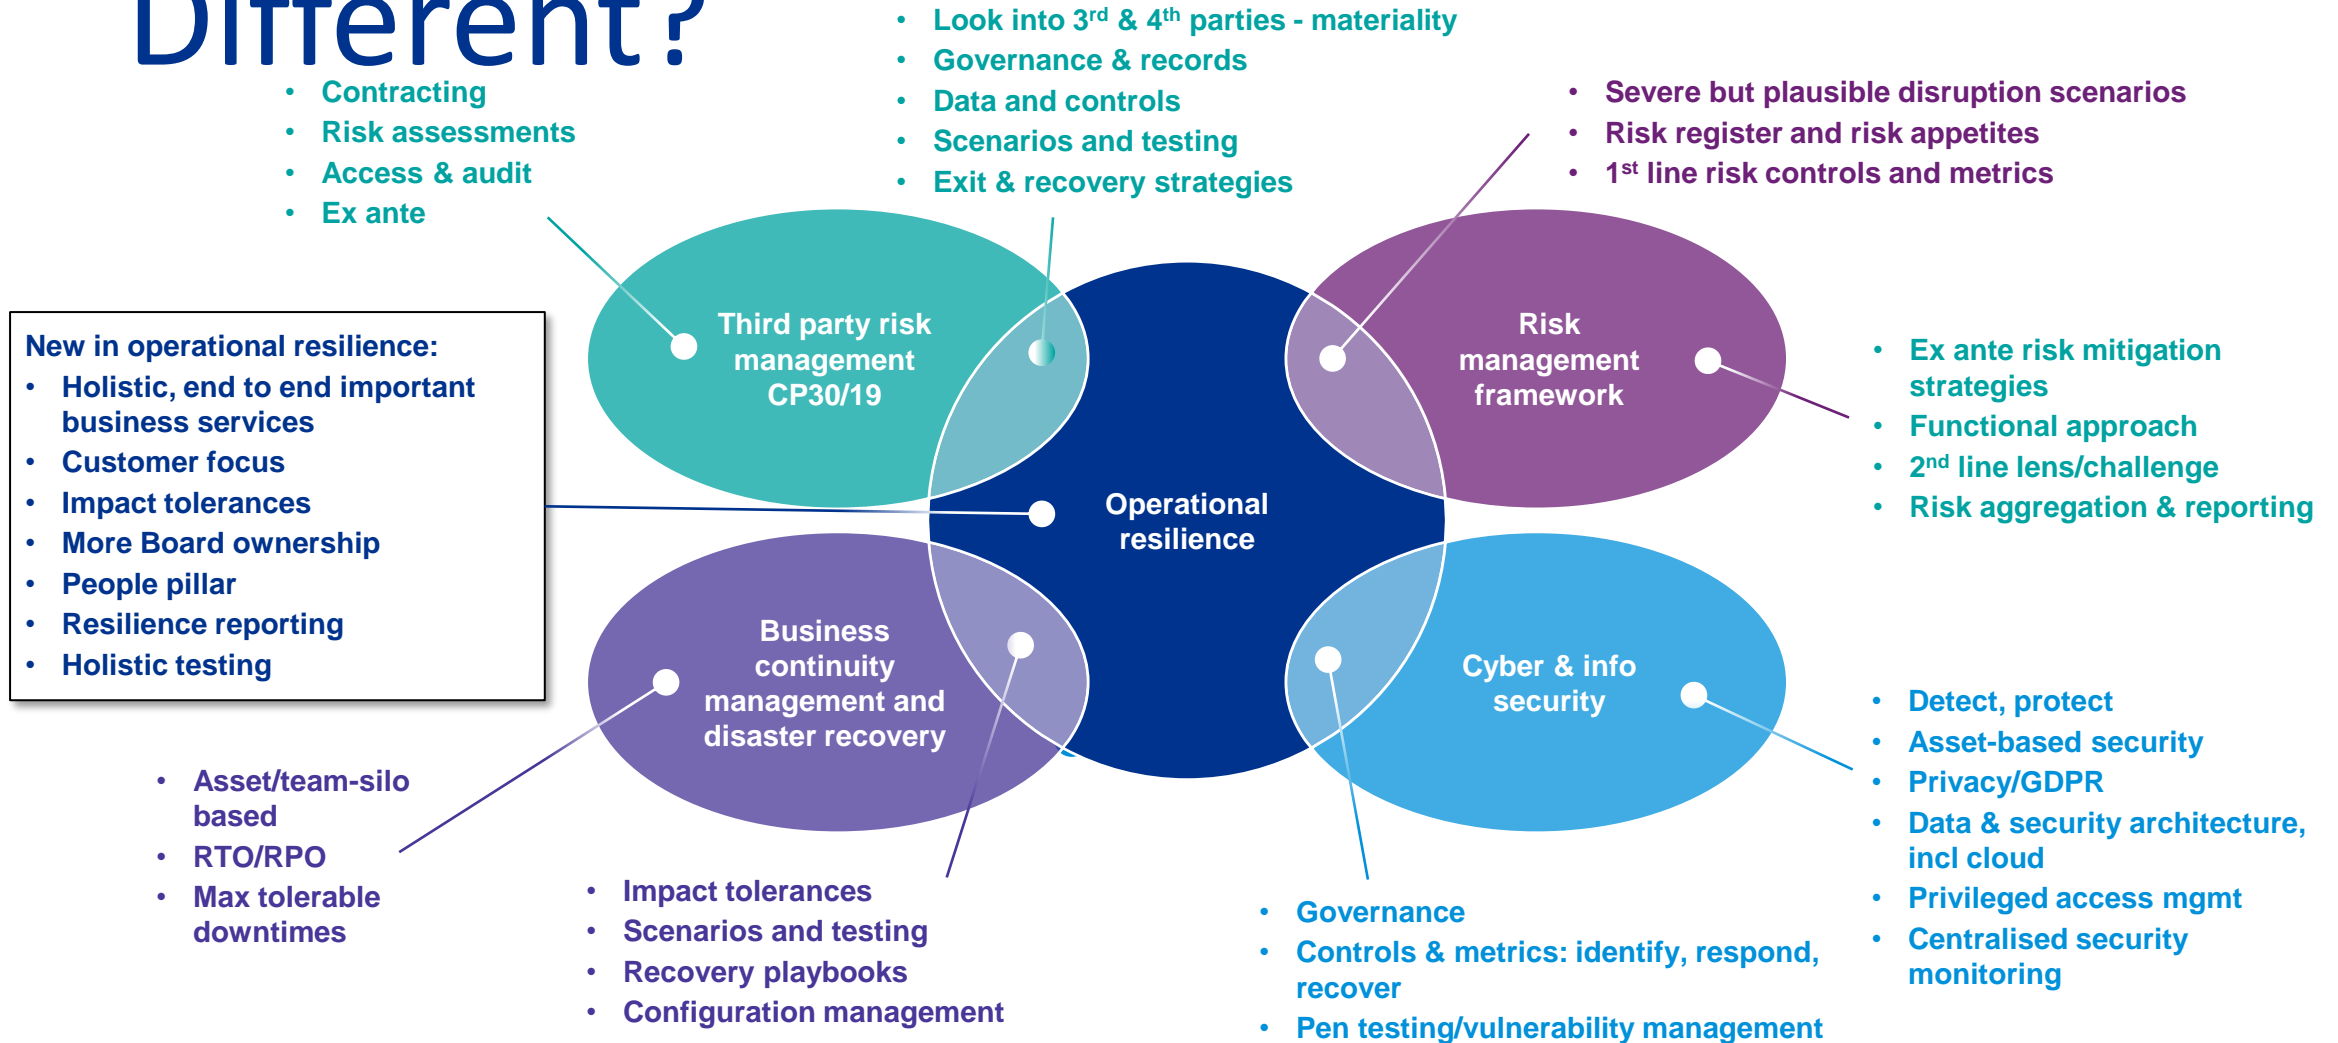 Different?
• Contracting
• Risk assessments
• Access & audit
• Ex ante
• Look into 3rd & 4th parties - materiality
• Governance & records
• Data and controls
• Scenarios and testing
• Exit & recovery strategies
• Severe but plausible disruption scenarios
• Risk register and risk appetites
• 1st line risk controls and metrics
Third party risk
management
CP30/19
Risk
management
framework
New in operational resilience:
• Holistic, end to end important
business services
• Customer focus
• Impact tolerances
• More Board ownership
• People pillar
• Resilience reporting
• Holistic testing
Operational
resilience
• Ex ante risk mitigation
strategies
• Functional approach
• 2nd line lens/challenge
• Risk aggregation & reporting
Business
continuity
management and
disaster recovery
Cyber & info
security
• Asset/team-silo
based
• RTO/RPO
• Max tolerable
downtimes
• Impact tolerances
• Scenarios and testing
• Recovery playbooks
• Configuration management
• Governance
• Controls & metrics: identify, respond,
recover
• Pen testing/vulnerability management
• Detect, protect
• Asset-based security
• Privacy/GDPR
• Data & security architecture,
incl cloud
• Privileged access mgmt
• Centralised security
monitoring